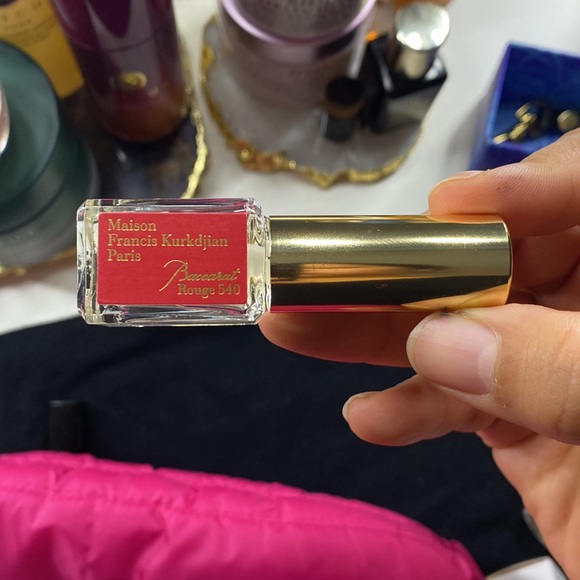 Maison
Francis Kurkdjian
Paris
Baccarat
Rouge 540